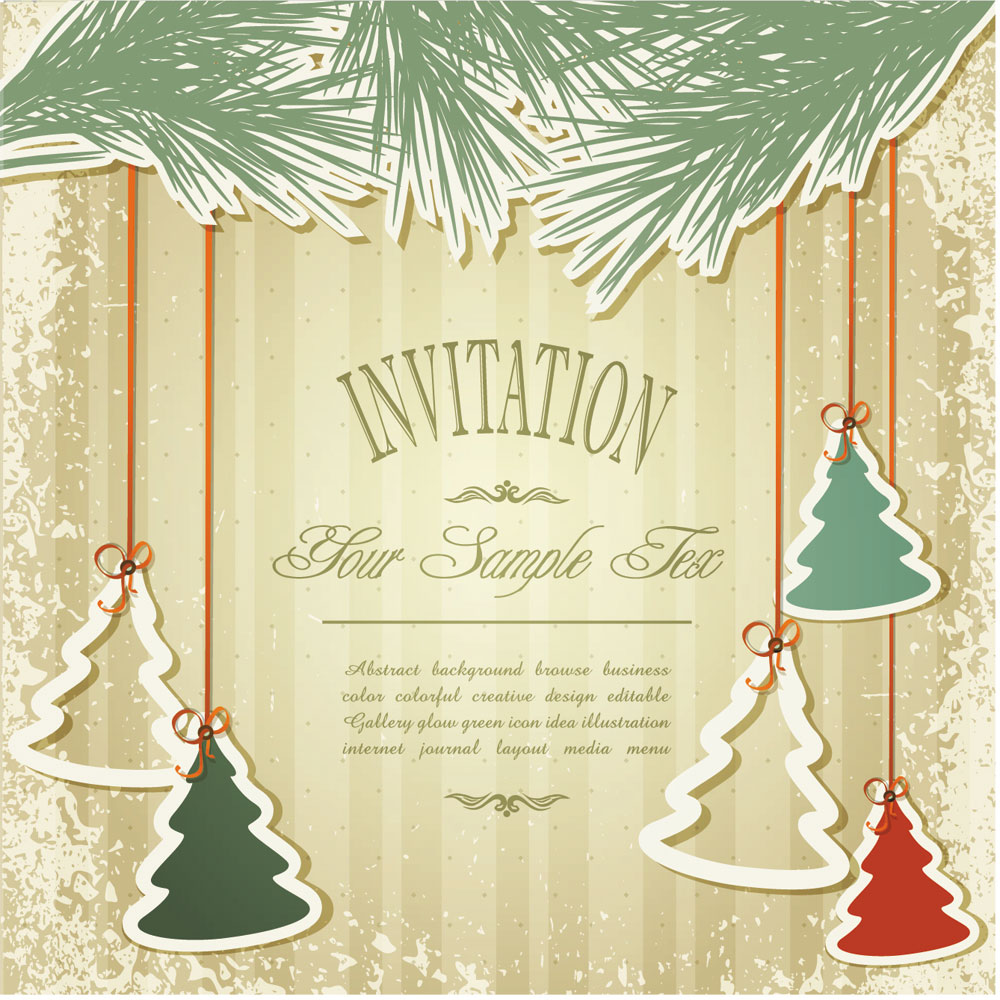 INVITATION
Your Sample Tex
Abstract background browse business
color colorful creative design editable
Gallery glow green icon idea illustration
internet journal layout media menu